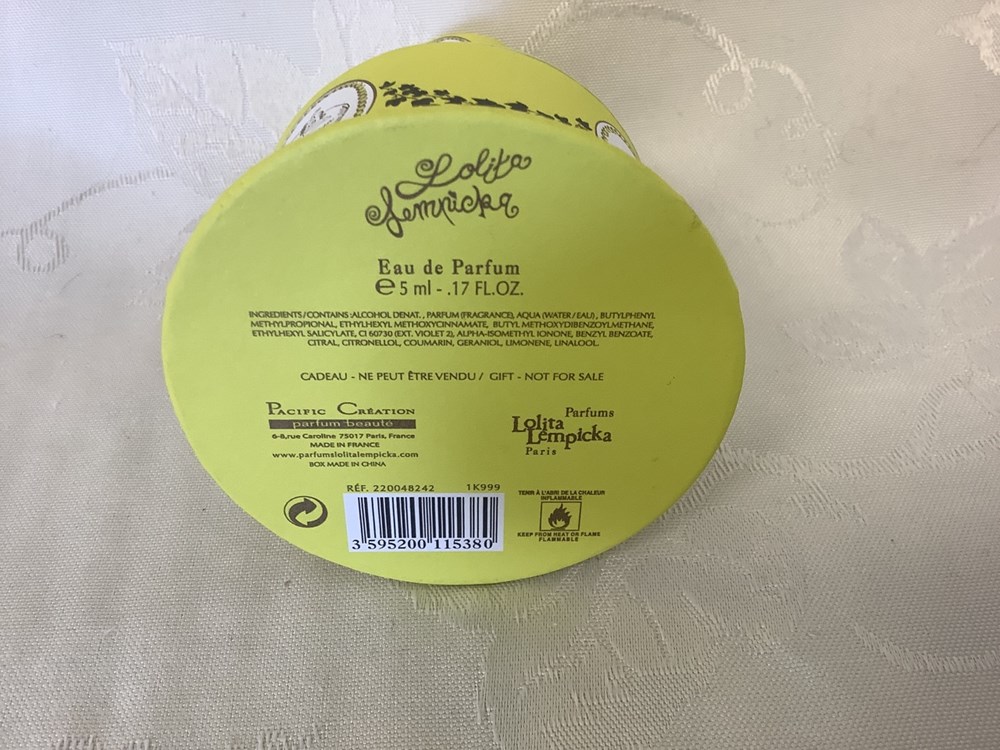 Lolita
Lempicka
Eau de Parfum
e 5 ml - .17 FL.OZ.
INGREDIENTS/CONTAINS :ALCOHOL DENAT., PARFUM (FRAGRANCE), AQUA (WATER/EAU), BUTYLPHENYL
METHYLPROPIONAL, ETHYLHEXYL METHOXYCINNAMATE, BUTYL METHOXYDIBENZOYLMETHANE,
ETHYLHEXYL SALICYLATE, CI 60730 (EXT. VIOLET 2), ALPHA-ISOMETHYL IONONE, BENZYL BENZOATE,
CITRAL, CITRONELLOL, COUMARIN, GERANIOL, LIMONENE, LINALOOL.
CADEAU - NE PEUT ÊTRE VENDU / GIFT - NOT FOR SALE
PACIFIC CRÉATION
parfum beauté
6-8,rue Caroline 75017 Paris, France
MADE IN FRANCE
www.parfumslolitalempicka.com
BOX MADE IN CHINA
Parfums
Lolita
Lempicka
Paris
RÉF. 220048242 1K999
3 595200 115380
TENIR À L'ABRI DE LA CHALEUR
INFLAMMABLE
KEEP FROM HEAT OR FLAME
FLAMMABLE